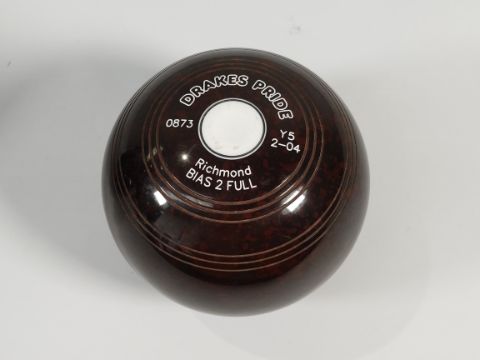 DRAKES PRIDE
0873
Y5
2-04
Richmond
BIAS 2 FULL